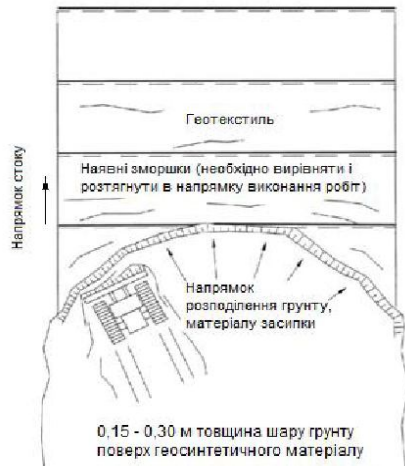 Геотекстиль
Наявні зморшки (необхідно вирівняти і
розтягнути в напрямку виконання робіт)
Напрямок стоку
Напрямок
розподілення грунту,
матеріалу засипки
0,15 - 0,30 м товщина шару грунту
поверх геосинтетичного матеріалу